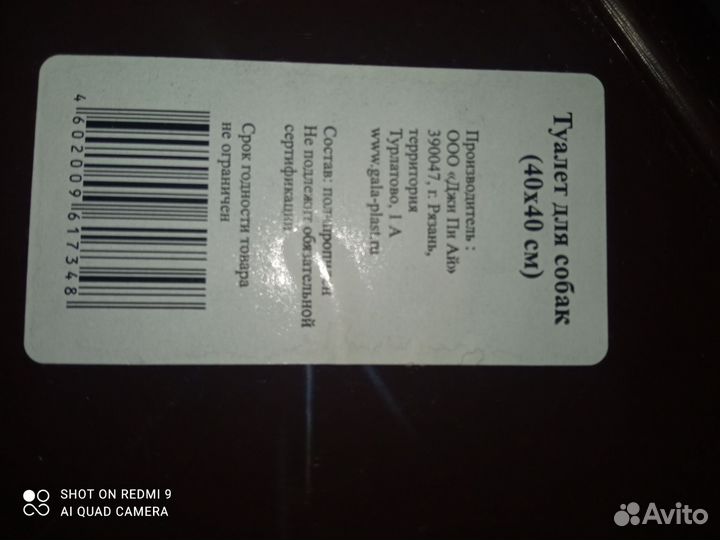 Туалет для собак
(40х40 см)
Производитель :
ООО «Джи Пи Ай»
390047, г. Рязань,
территория
Турлатово, 1 А
www.gala-plast.ru
Состав: полипропилен
Не подлежит обязательной
сертификации.
Срок годности товара
не ограничен
4 602009 617348
SHOT ON REDMI 9
AI QUAD CAMERA
Avito